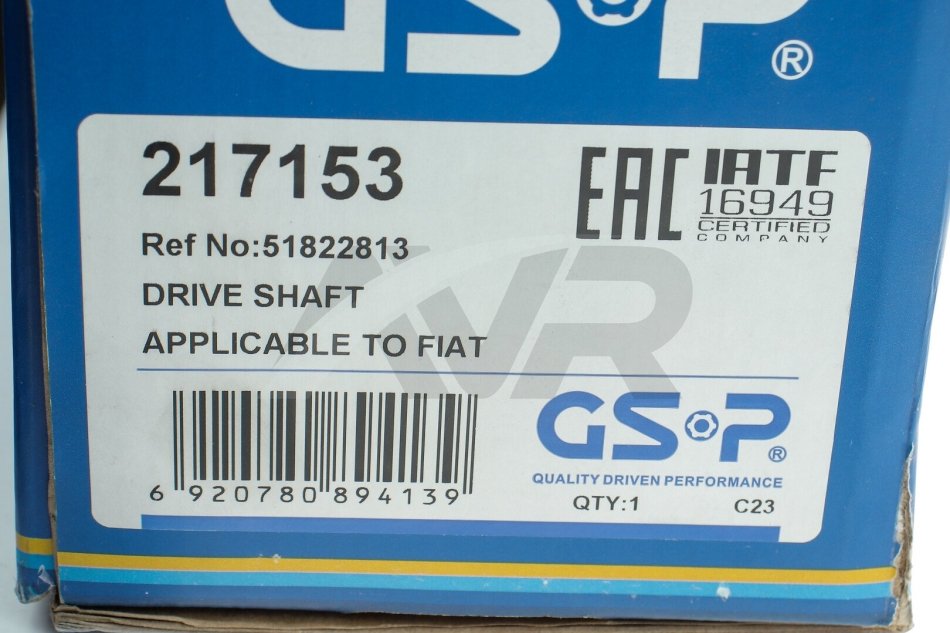 GSP®
217153
EAC
IATF
16949
CERTIFIED
COMPANY
Ref No:51822813
DRIVE SHAFT
APPLICABLE TO FIAT
VR
GSP®
QUALITY DRIVEN PERFORMANCE
6 920780 894139
QTY:1
C23